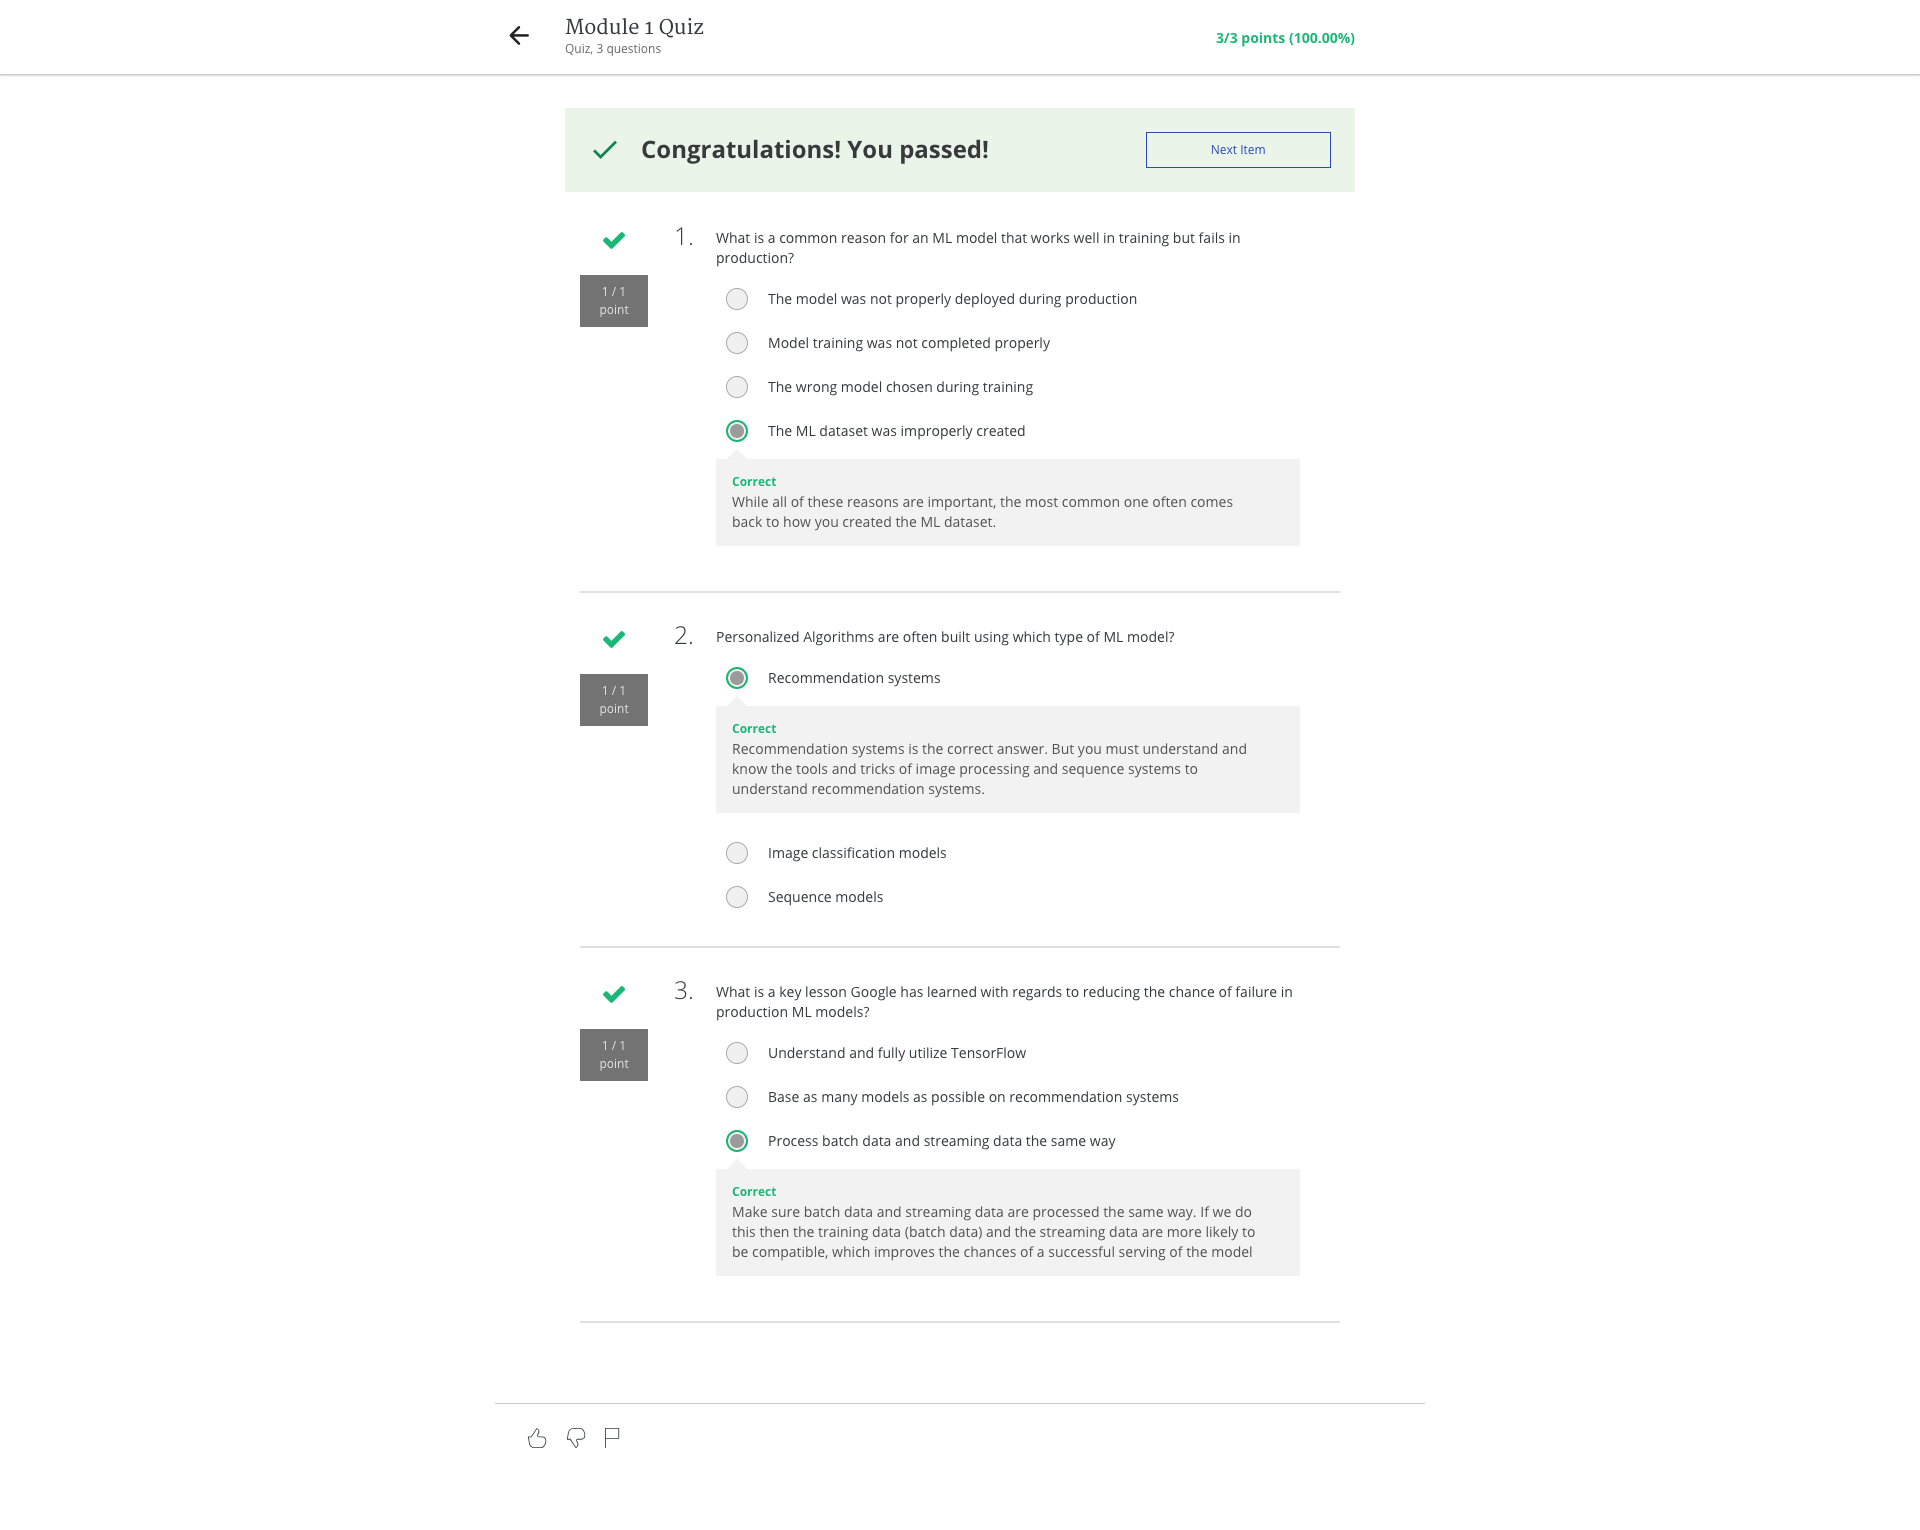 Module 1 Quiz
Quiz, 3 questions
3/3 points (100.00%)
Congratulations! You passed!
Next Item
1.
What is a common reason for an ML model that works well in training but fails in
production?
1 / 1
point
The model was not properly deployed during production
Model training was not completed properly
The wrong model chosen during training
The ML dataset was improperly created
Correct
While all of these reasons are important, the most common one often comes
back to how you created the ML dataset.
2.
Personalized Algorithms are often built using which type of ML model?
1 / 1
point
Recommendation systems
Correct
Recommendation systems is the correct answer. But you must understand and
know the tools and tricks of image processing and sequence systems to
understand recommendation systems.
Image classification models
Sequence models
3.
What is a key lesson Google has learned with regards to reducing the chance of failure in
production ML models?
1 / 1
point
Understand and fully utilize TensorFlow
Base as many models as possible on recommendation systems
Process batch data and streaming data the same way
Correct
Make sure batch data and streaming data are processed the same way. If we do
this then the training data (batch data) and the streaming data are more likely to
be compatible, which improves the chances of a successful serving of the model